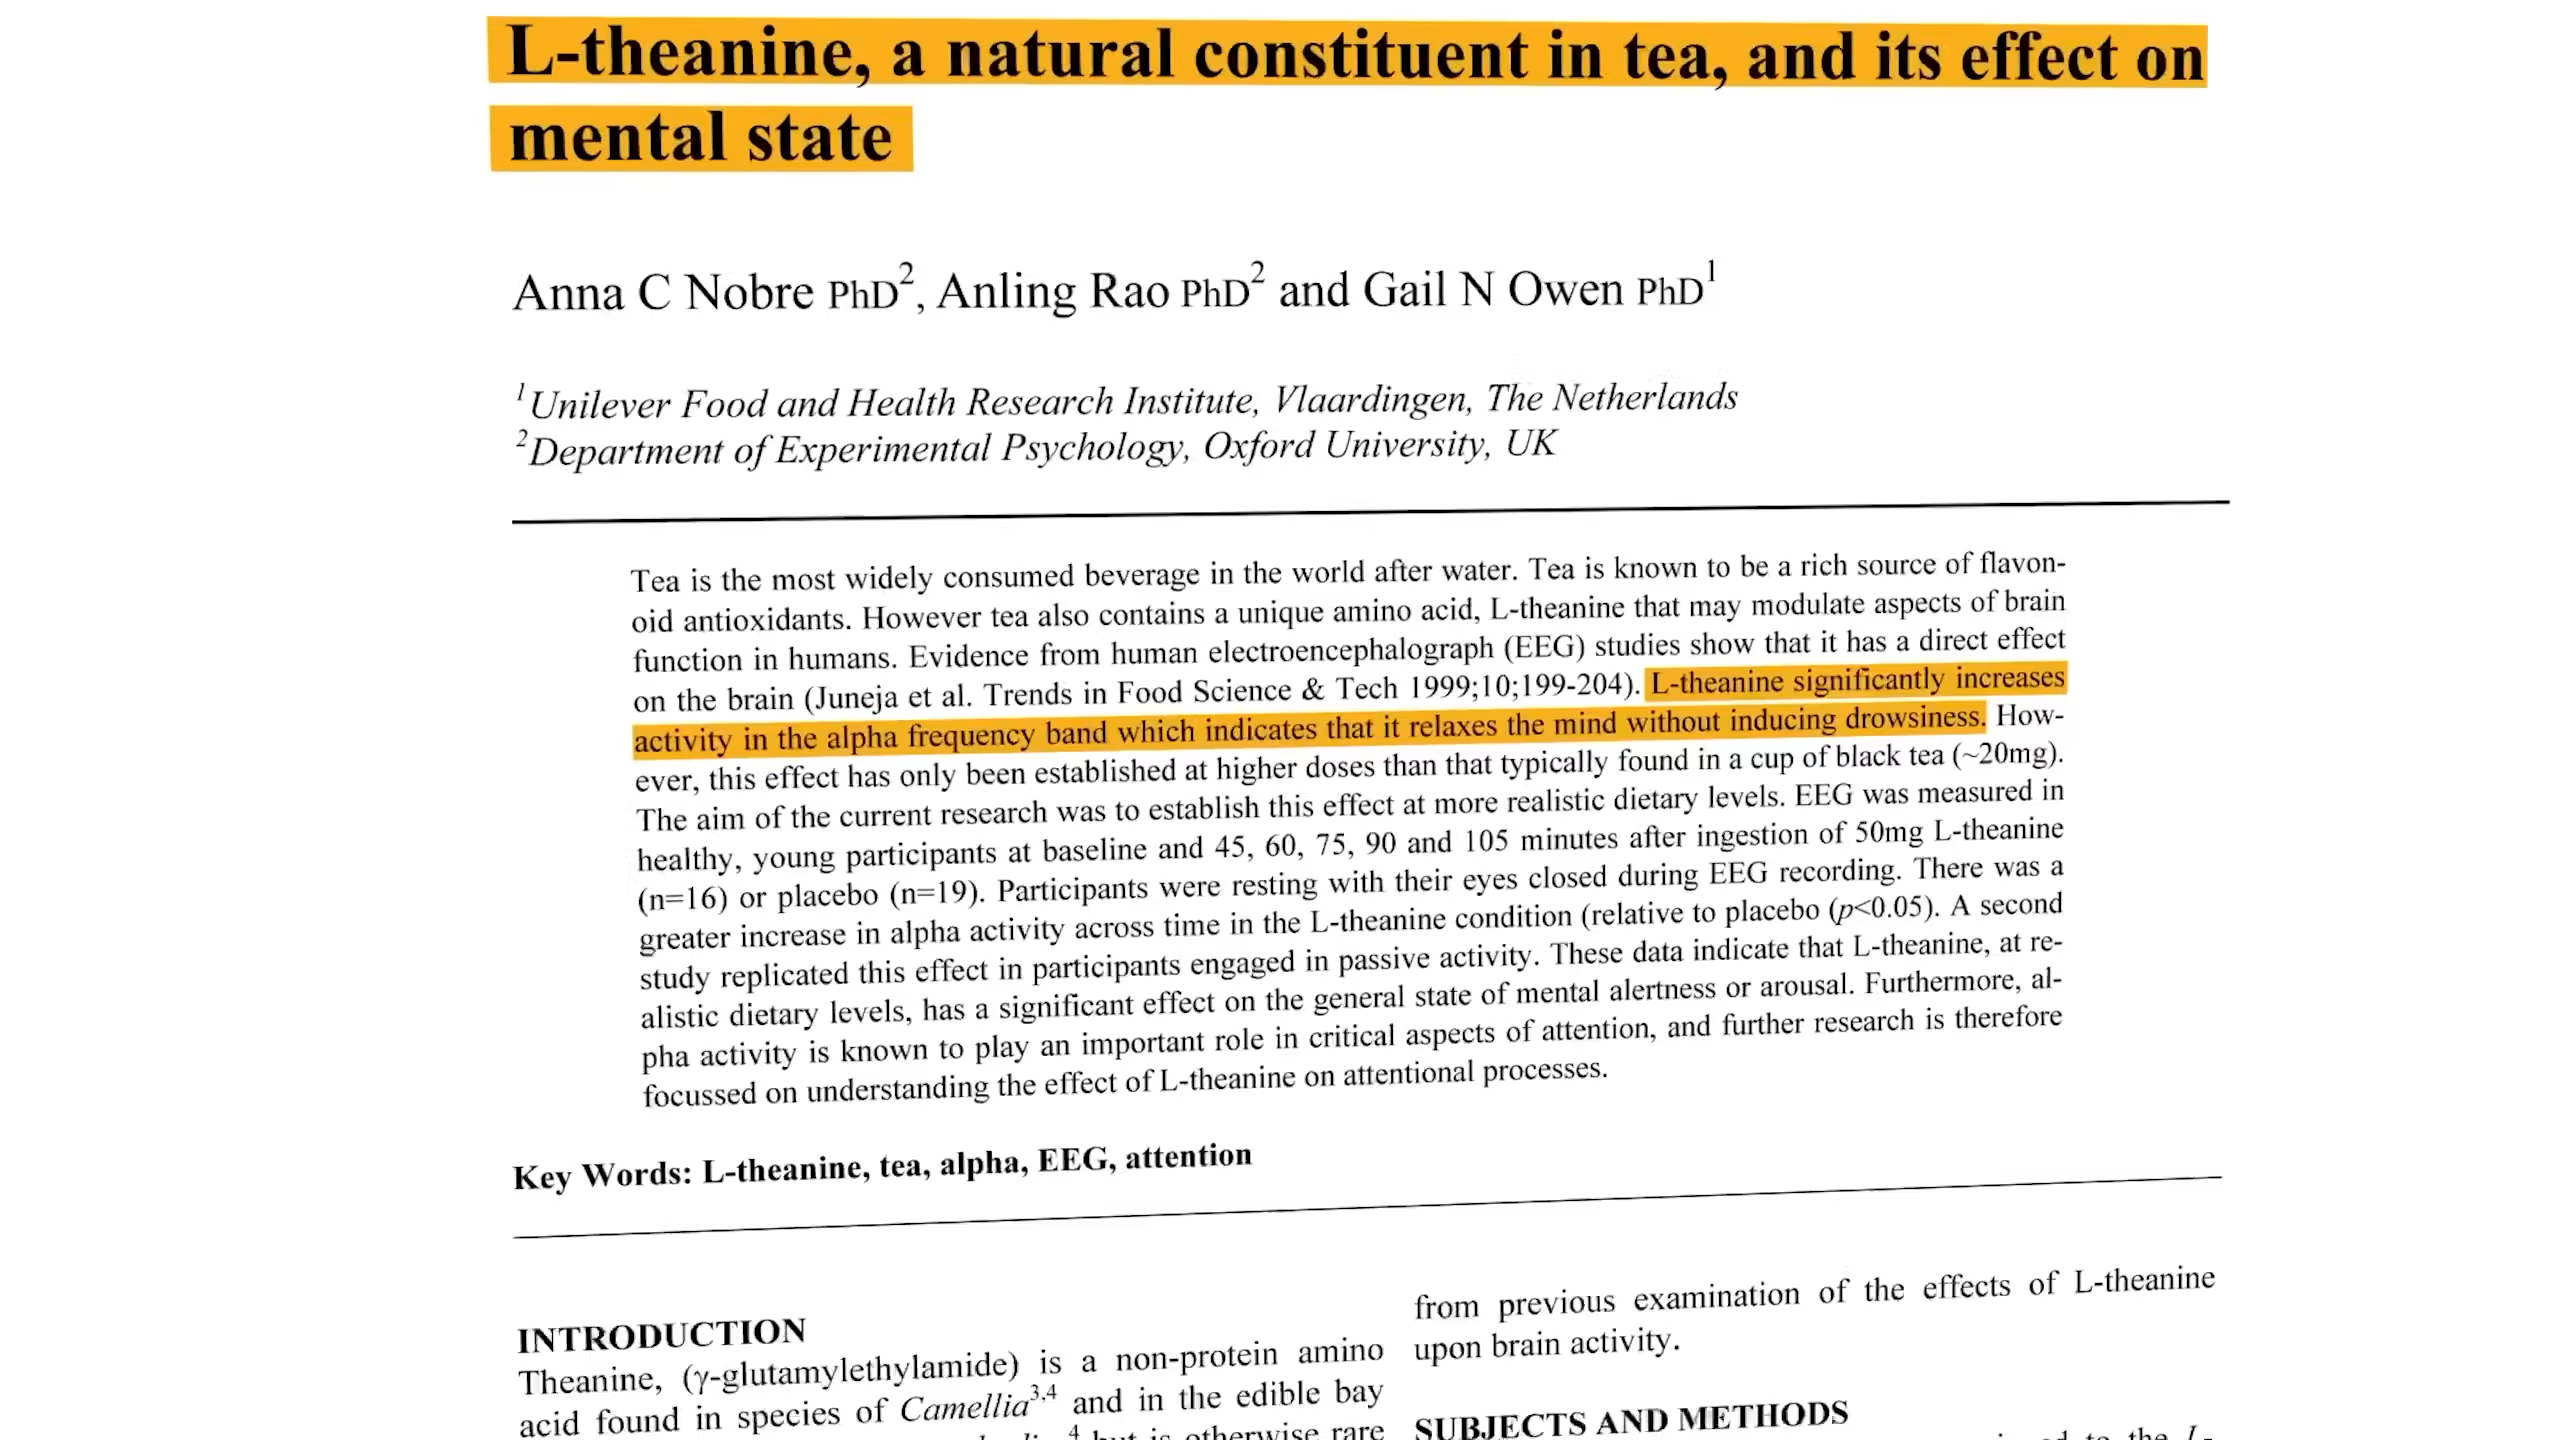 L-theanine, a natural constituent in tea, and its effect on
mental state
Anna C Nobre PhD2, Anling Rao PhD2 and Gail N Owen PhD1
1Unilever Food and Health Research Institute, Vlaardingen, The Netherlands
2Department of Experimental Psychology, Oxford University, UK
Tea is the most widely consumed beverage in the world after water. Tea is known to be a rich source of flavon-
oid antioxidants. However tea also contains a unique amino acid, L-theanine that may modulate aspects of brain
function in humans. Evidence from human electroencephalograph (EEG) studies show that it has a direct effect
on the brain (Juneja et al. Trends in Food Science & Tech 1999;10;199-204). L-theanine significantly increases
activity in the alpha frequency band which indicates that it relaxes the mind without inducing drowsiness. How-
ever, this effect has only been established at higher doses than that typically found in a cup of black tea (~20mg).
The aim of the current research was to establish this effect at more realistic dietary levels. EEG was measured in
healthy, young participants at baseline and 45, 60, 75, 90 and 105 minutes after ingestion of 50mg L-theanine
(n=16) or placebo (n=19). Participants were resting with their eyes closed during EEG recording. There was a
greater increase in alpha activity across time in the L-theanine condition (relative to placebo (p<0.05). A second
study replicated this effect in participants engaged in passive activity. These data indicate that L-theanine, at re-
alistic dietary levels, has a significant effect on the general state of mental alertness or arousal. Furthermore, al-
pha activity is known to play an important role in critical aspects of attention, and further research is therefore
focussed on understanding the effect of L-theanine on attentional processes.
Key Words: L-theanine, tea, alpha, EEG, attention
INTRODUCTION
Theanine, (γ-glutamylethylamide) is a non-protein amino
acid found in species of Camellia3,4 and in the edible bay
4 but is otherwise rare
from previous examination of the effects of L-theanine
upon brain activity.
SUBJECTS AND METHODS
to the L-